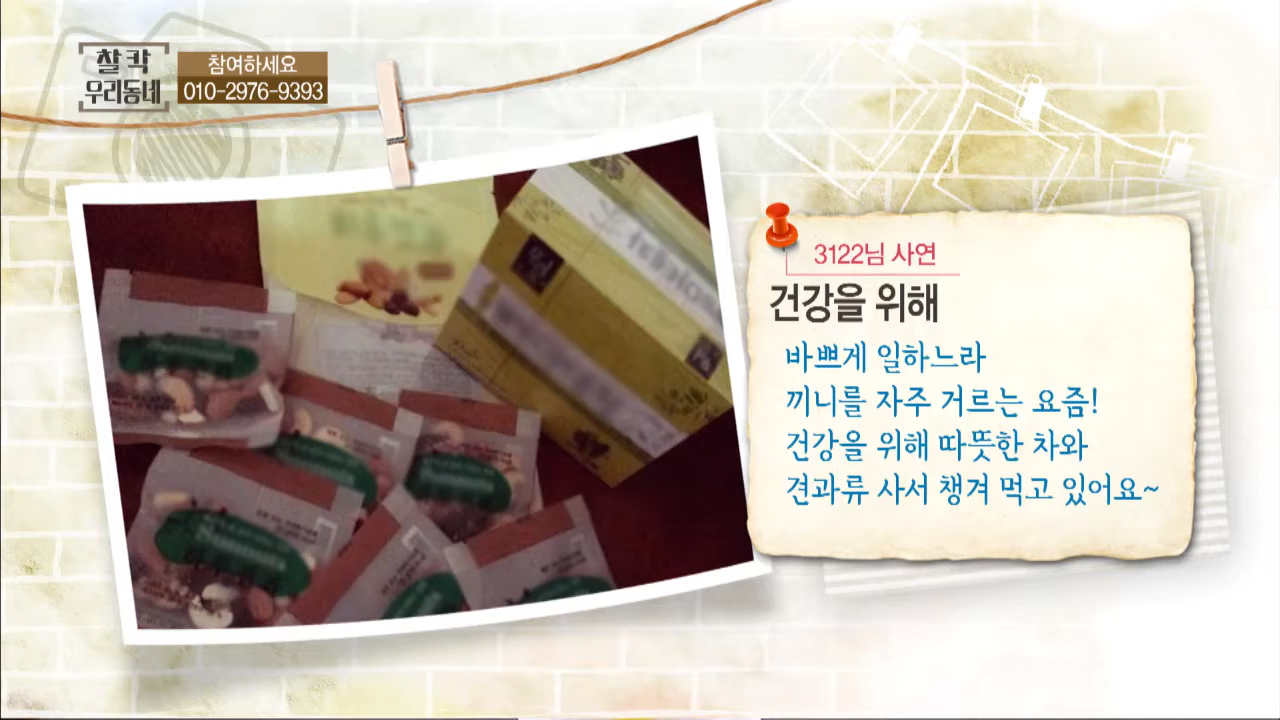 찰칵
우리동네
참여하세요
010-2976-9393
3122님 사연
건강을 위해
바쁘게 일하느라
끼니를 자주 거르는 요즘!
건강을 위해 따뜻한 차와
견과류 사서 챙겨 먹고 있어요~